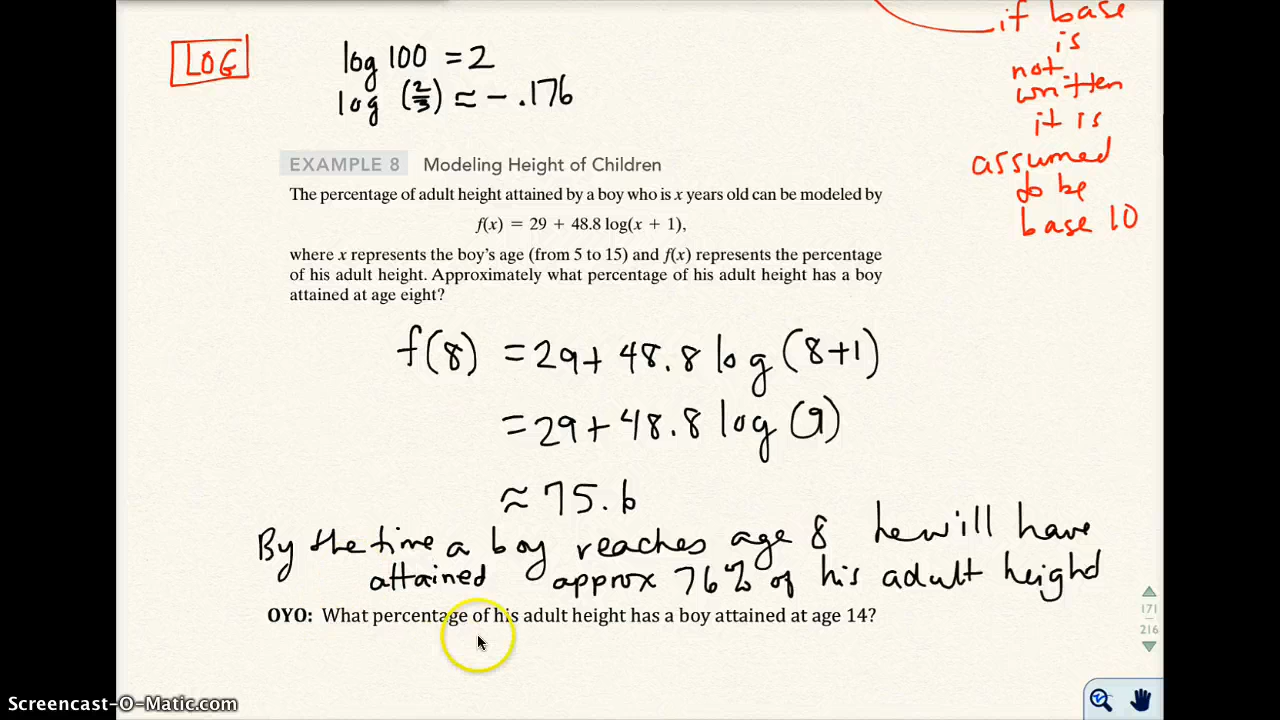 if base
is
not
written
it is
assumed
to be
base 10
LOG
log 100 = 2
log (2/3) ≈ - .176
EXAMPLE 8 Modeling Height of Children
The percentage of adult height attained by a boy who is x years old can be modeled by
f(x) = 29 + 48.8 log(x + 1),
where x represents the boy's age (from 5 to 15) and f(x) represents the percentage
of his adult height. Approximately what percentage of his adult height has a boy
attained at age eight?
f(8) = 29 + 48.8 log (8+1)
= 29 + 48.8 log (9)
≈ 75.6
By the time a boy reaches age 8 he will have
attained approx 76% of his adult height
OYO: What percentage of his adult height has a boy attained at age 14?
171
216
Screencast-O-Matic.com